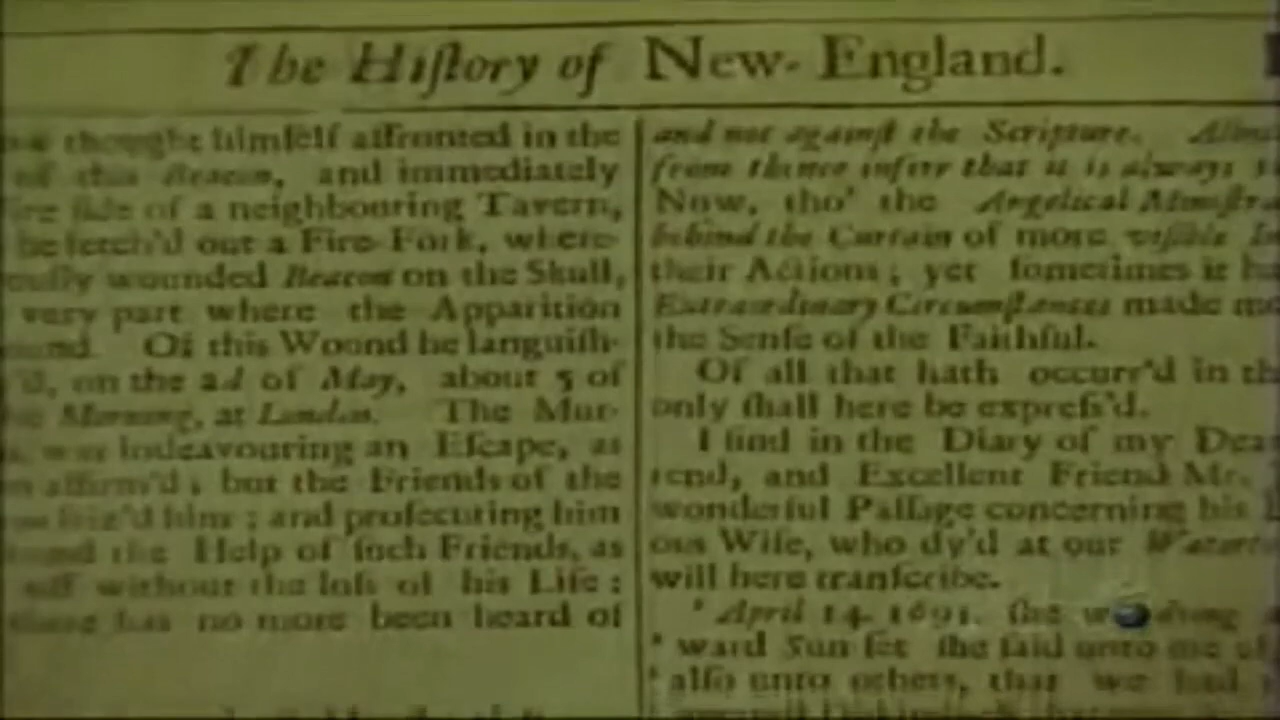 The Hiſtory of New-England.
thought himſelf affronted in the
of this Beacon, and immediately
ſide of a neighbouring Tavern,
he fetch'd out a Fire-Fork, where-
wounded Beacon on the Skull,
very part where the Apparition
Of this Wound he languiſh-
on the 2d of May, about 5 of
Morning, at London. The Mur-
was indeavouring an Eſcape, as
affirm'd; but the Friends of the
ſeiz'd him; and proſecuting him
the Help of ſuch Friends, as
off without the loſs of his Life:
has no more been heard of
and not againſt the Scripture.
from thence inferr that it is always
Now, tho' the Angelical Miniſtra
behind the Curtain of more viſible
their Actions; yet ſometimes it
Extraordinary Circumſtances made
the Senſe of the Faithful.
Of all that hath occurr'd in
only ſhall here be expreſs'd.
I find in the Diary of my Dea
rend, and Excellent Friend Mr.
wonderful Paſſage concerning his
ous Wife, who dy'd at our
will here tranſcribe.
' April 14. 1691. ſhe
' ward Sun ſet ſhe ſaid unto me
' alſo unto others, that we had